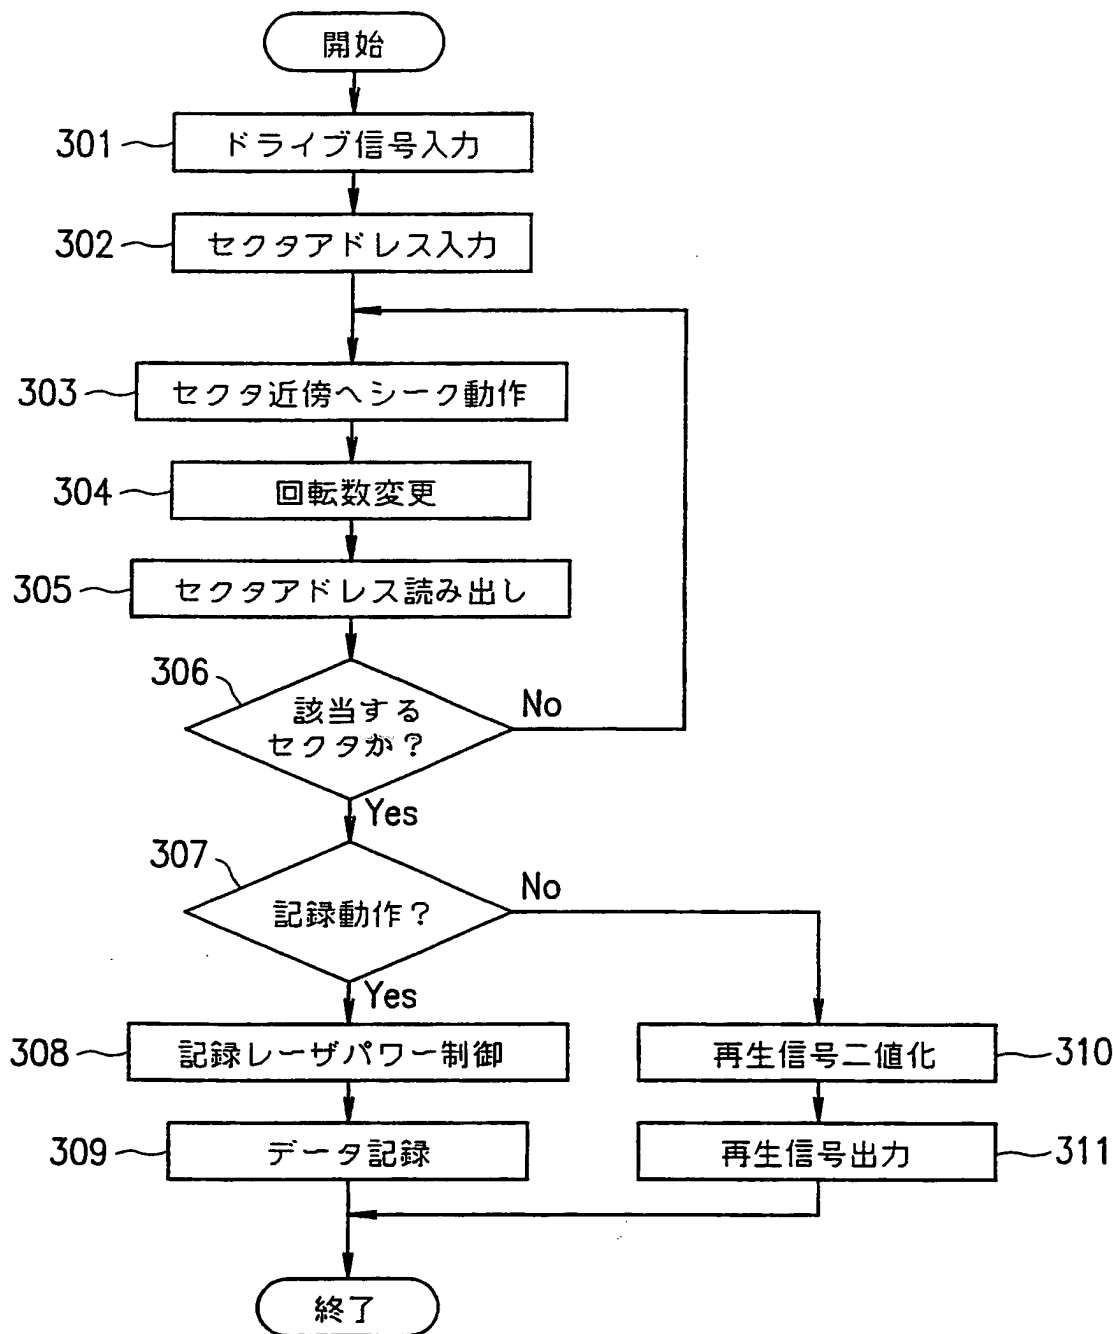 開始
301
ドライブ信号入力
302
セクタアドレス入力
303
セクタ近傍へシーク動作
304
回転数変更
305
セクタアドレス読み出し
306
該当する
セクタか？
No
Yes
307
記録動作？
No
Yes
308
記録レーザパワー制御
再生信号二値化
310
309
データ記録
再生信号出力
311
終了